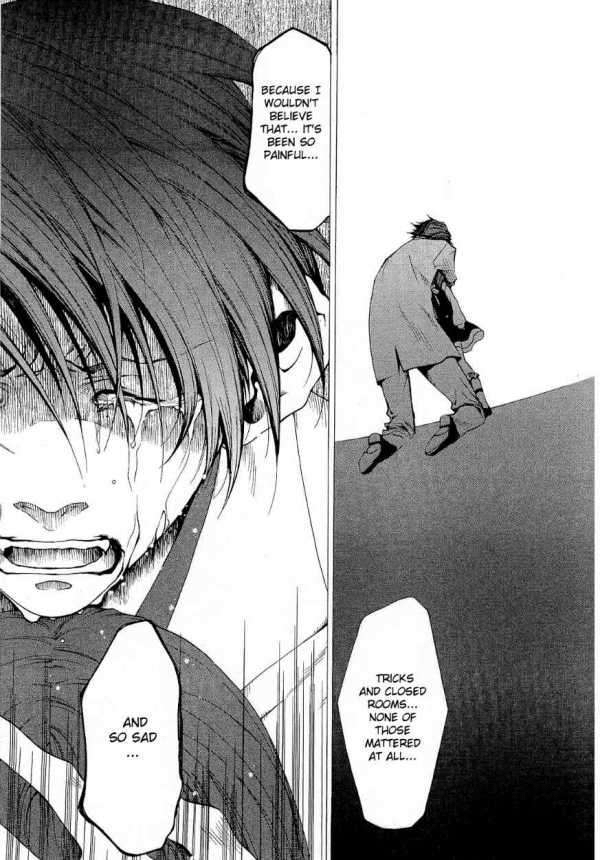 TRICKS
AND CLOSED
ROOMS...
NONE OF
THOSE
MATTERED
AT ALL...
BECAUSE I
WOULDN'T
BELIEVE
THAT... IT'S
BEEN SO
PAINFUL...
AND
SO SAD
...